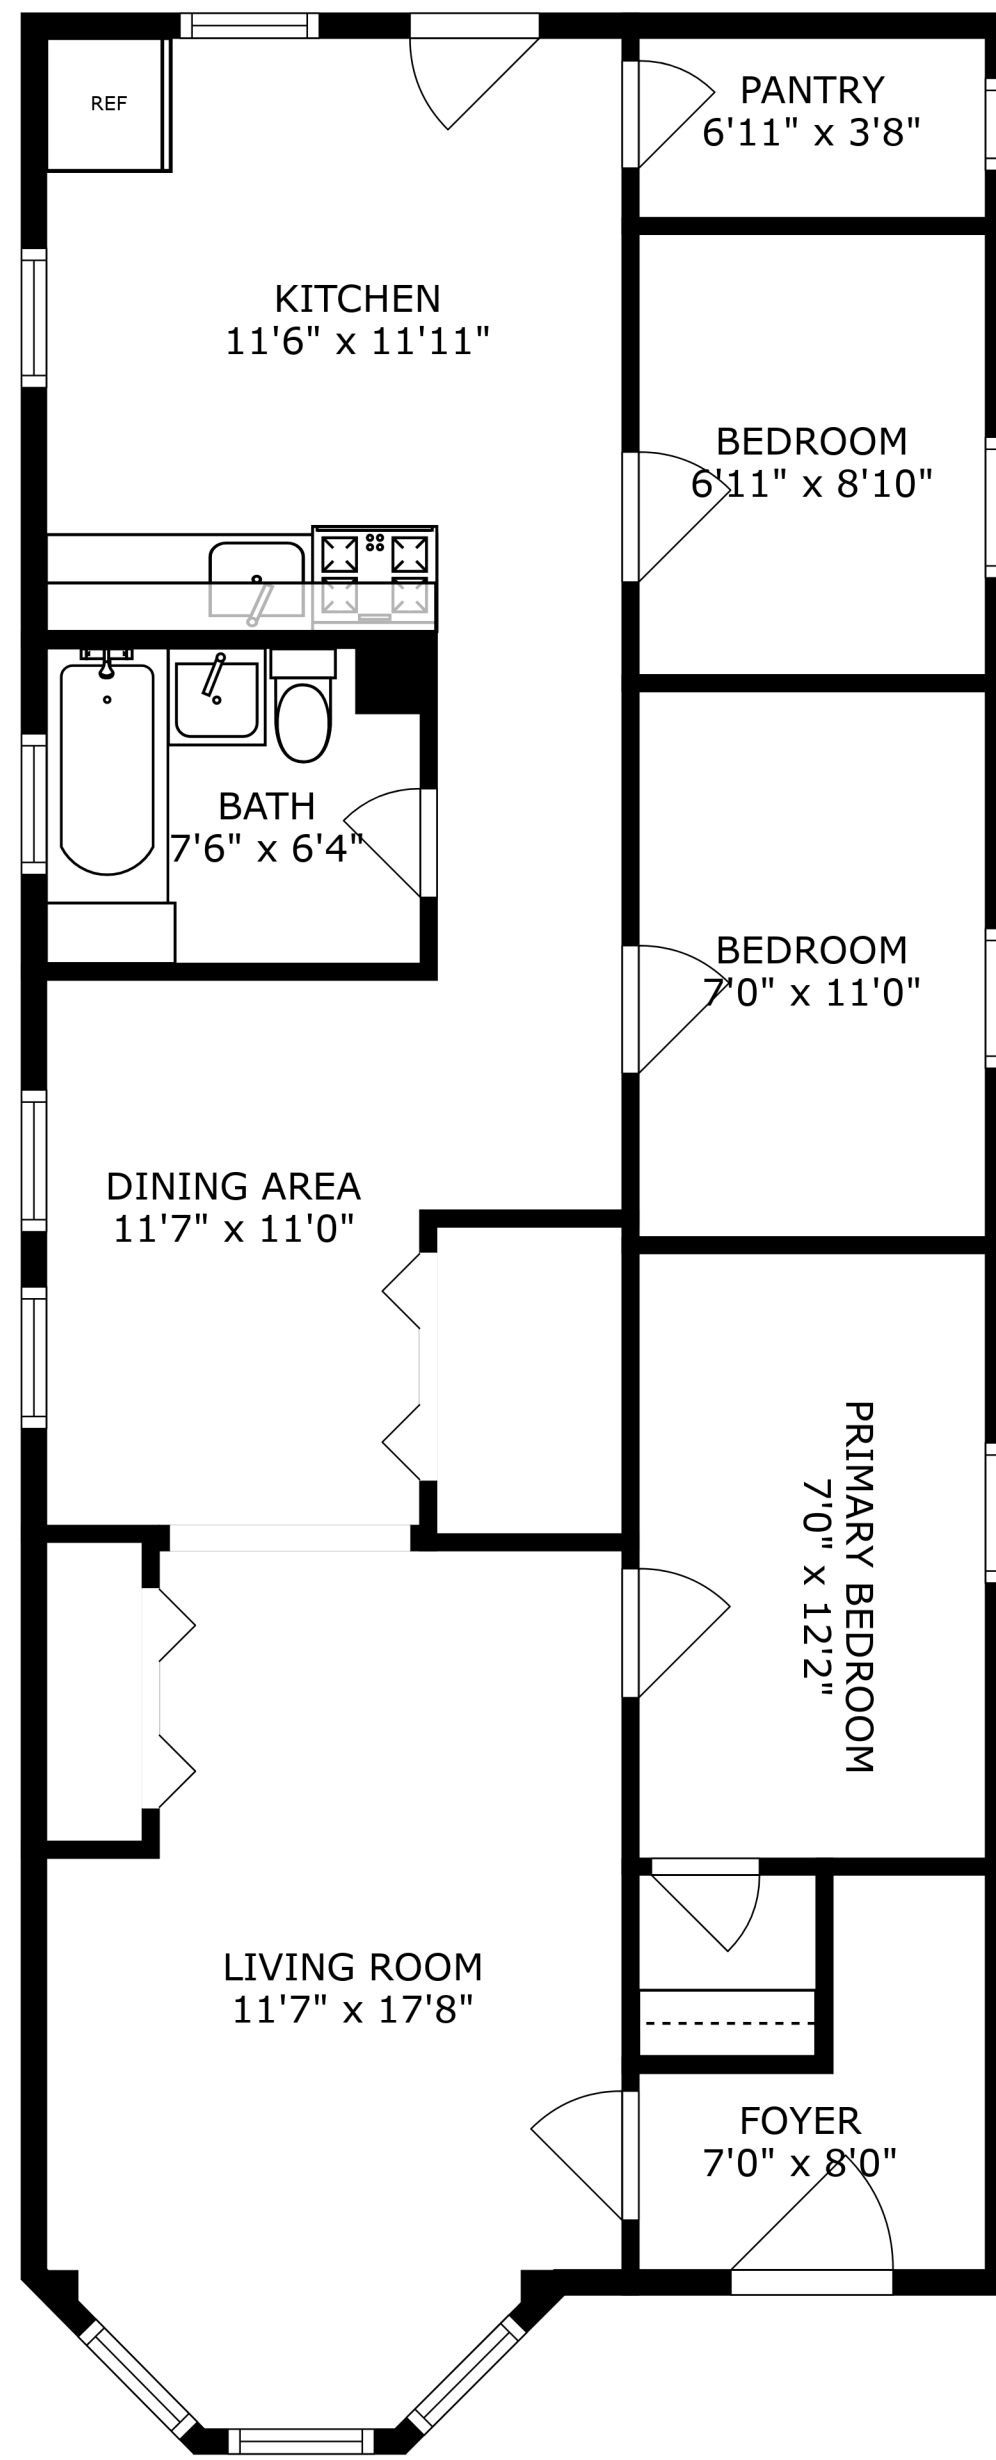 REF
PANTRY
6'11" x 3'8"
KITCHEN
11'6" x 11'11"
BEDROOM
6'11" x 8'10"
BATH
7'6" x 6'4"
BEDROOM
7'0" x 11'0"
DINING AREA
11'7" x 11'0"
PRIMARY BEDROOM
7'0" x 12'2"
LIVING ROOM
11'7" x 17'8"
FOYER
7'0" x 8'0"